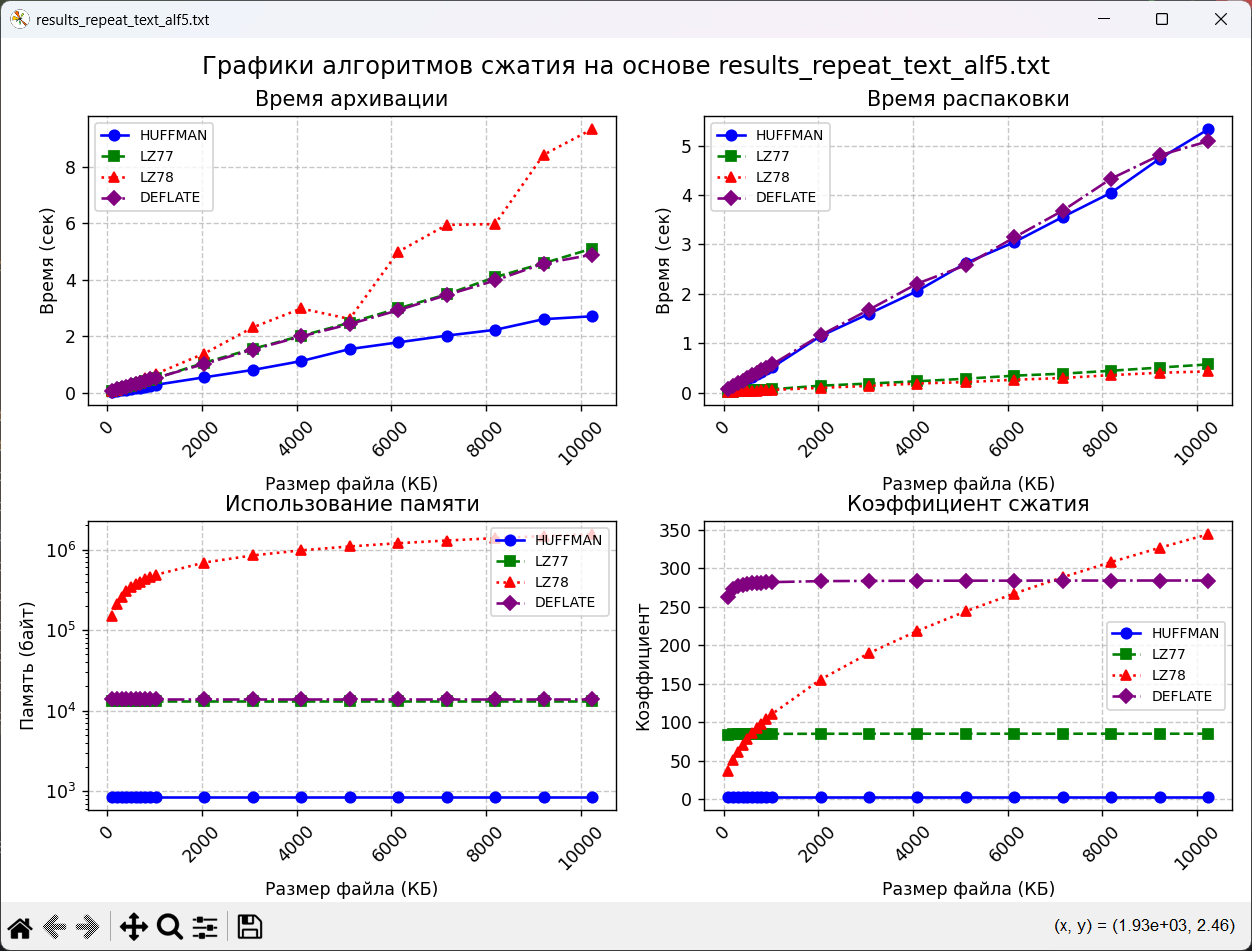 results_repeat_text_alf5.txt
Графики алгоритмов сжатия на основе results_repeat_text_alf5.txt
Время архивации
HUFFMAN
LZ77
LZ78
DEFLATE
Время (сек)
8
6
4
2
0
0
2000
4000
6000
8000
10000
Размер файла (КБ)
Время распаковки
HUFFMAN
LZ77
LZ78
DEFLATE
Время (сек)
5
4
3
2
1
0
0
2000
4000
6000
8000
10000
Размер файла (КБ)
Использование памяти
HUFFMAN
LZ77
LZ78
DEFLATE
Память (байт)
10⁶
10⁵
10⁴
10³
0
2000
4000
6000
8000
10000
Размер файла (КБ)
Коэффициент сжатия
HUFFMAN
LZ77
LZ78
DEFLATE
Коэффициент
350
300
250
200
150
100
50
0
0
2000
4000
6000
8000
10000
Размер файла (КБ)
(x, y) = (1.93e+03, 2.46)